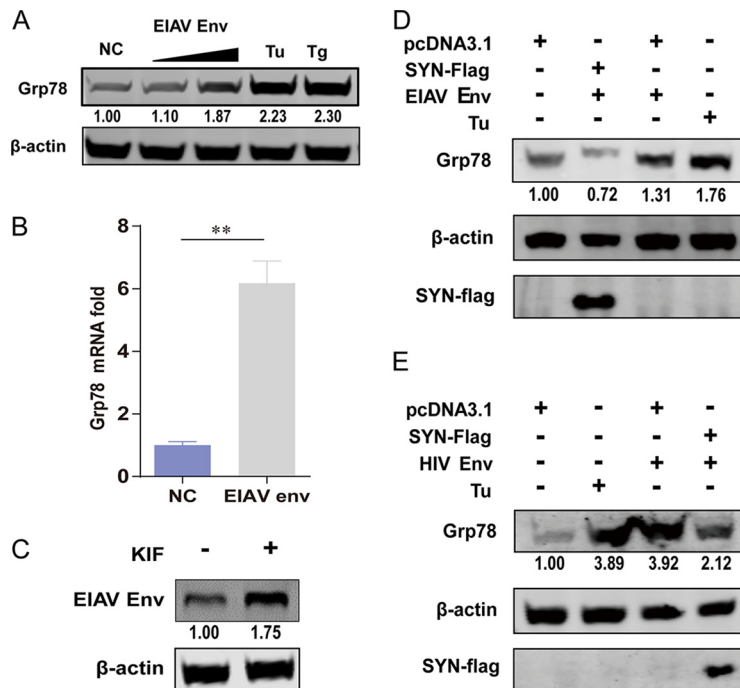 A
EIAV Env
NC Tu Tg
Grp78
1.00 1.10 1.87 2.23 2.30
β-actin
B
**
Grp78 mRNA fold
8
6
4
2
0
NC EIAV env
C
KIF - +
EIAV Env
1.00 1.75
β-actin
D
pcDNA3.1 + - + -
SYN-Flag - + - -
EIAV Env - + + -
Tu - - - +
Grp78
1.00 0.72 1.31 1.76
β-actin
SYN-flag
E
pcDNA3.1 + - + -
SYN-Flag - - - +
HIV Env - - + +
Tu - + - -
Grp78
1.00 3.89 3.92 2.12
β-actin
SYN-flag